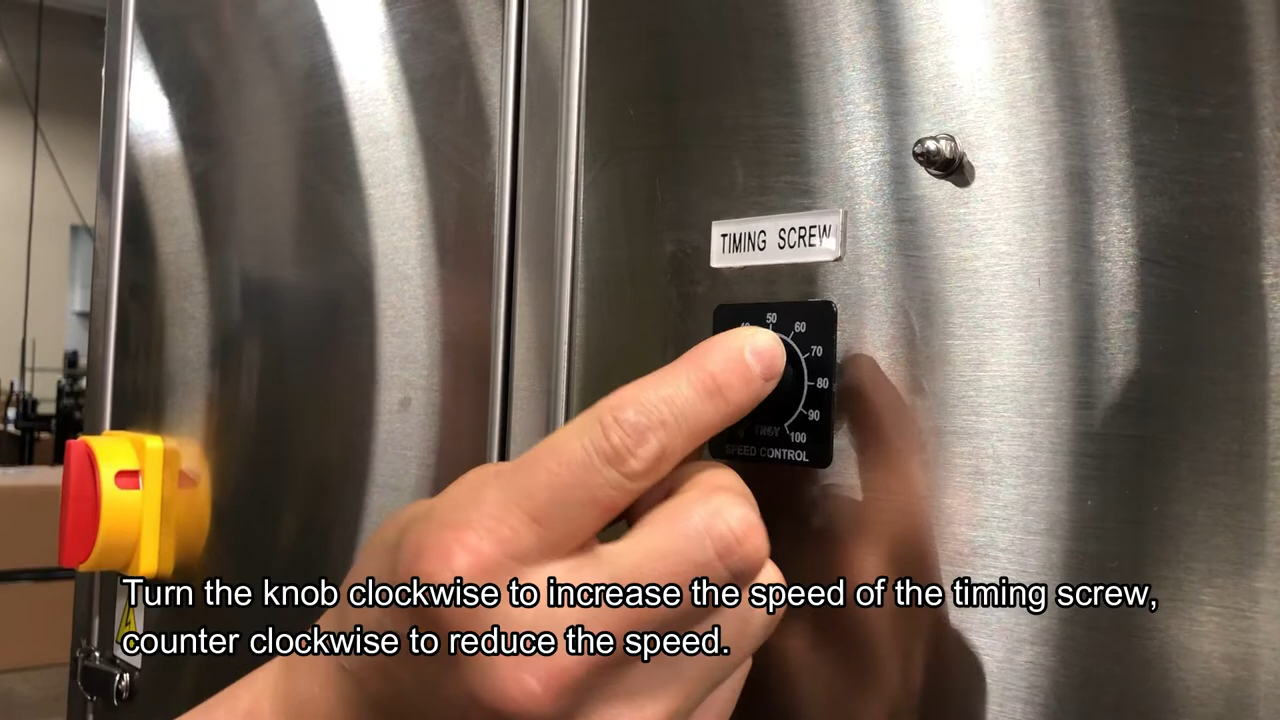 TIMING SCREW
50
60
70
80
90
100
SPEED CONTROL
Turn the knob clockwise to increase the speed of the timing screw,
counter clockwise to reduce the speed.